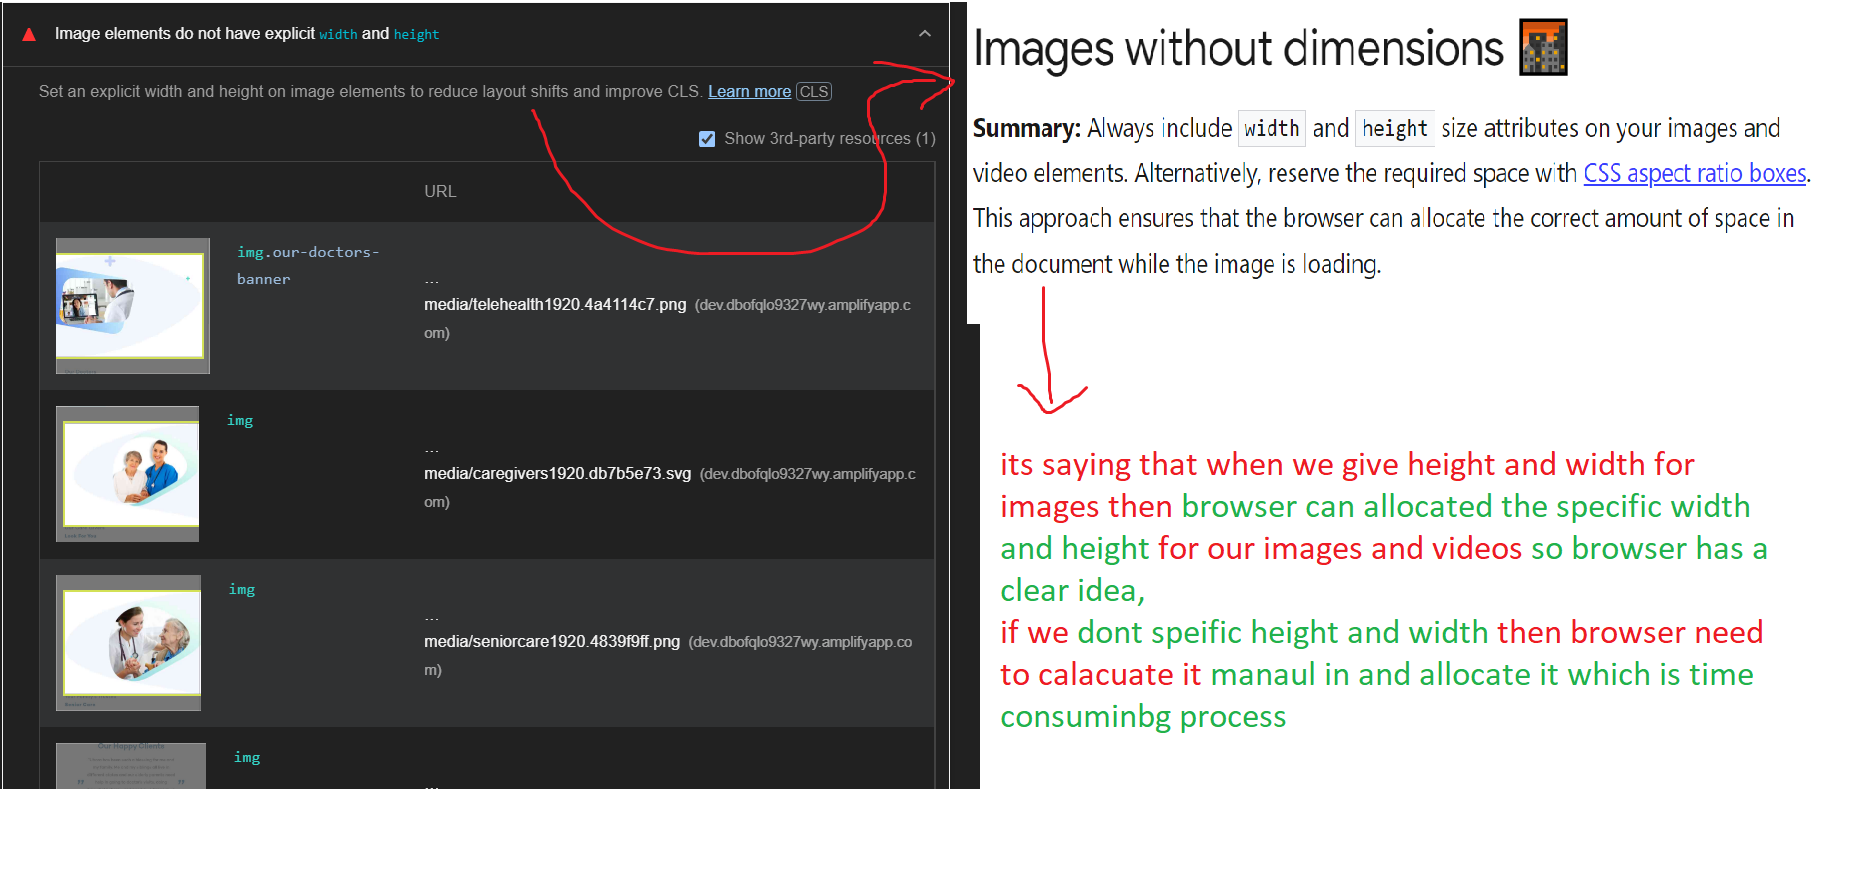 Image elements do not have explicit width and height
Set an explicit width and height on image elements to reduce layout shifts and improve CLS. Learn more CLS
Show 3rd-party resources (1)
URL
img.our-doctors-
banner
...
media/telehealth1920.4a4114c7.png (dev.dbofqlo9327wy.amplifyapp.c
om)
img
...
media/caregivers1920.db7b5e73.svg (dev.dbofqlo9327wy.amplifyapp.c
om)
img
...
media/seniorcare1920.4839f9ff.png (dev.dbofqlo9327wy.amplifyapp.co
m)
Our Happy Clients
img
...
Images without dimensions
Summary: Always include width and height size attributes on your images and
video elements. Alternatively, reserve the required space with CSS aspect ratio boxes.
This approach ensures that the browser can allocate the correct amount of space in
the document while the image is loading.
its saying that when we give height and width for
images then browser can allocated the specific width
and height for our images and videos so browser has a
clear idea,
if we dont speific height and width then browser need
to calacuate it manaul in and allocate it which is time
consuminbg process